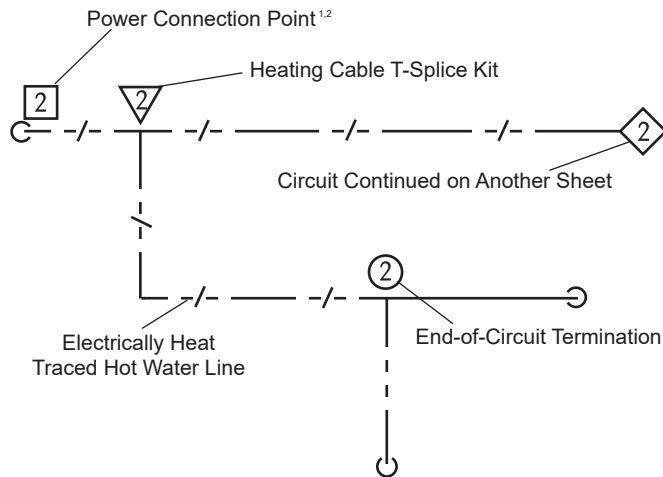 Power Connection Point 1,2
Heating Cable T-Splice Kit
2
2
2
Circuit Continued on Another Sheet
2
Electrically Heat
Traced Hot Water Line
End-of-Circuit Termination